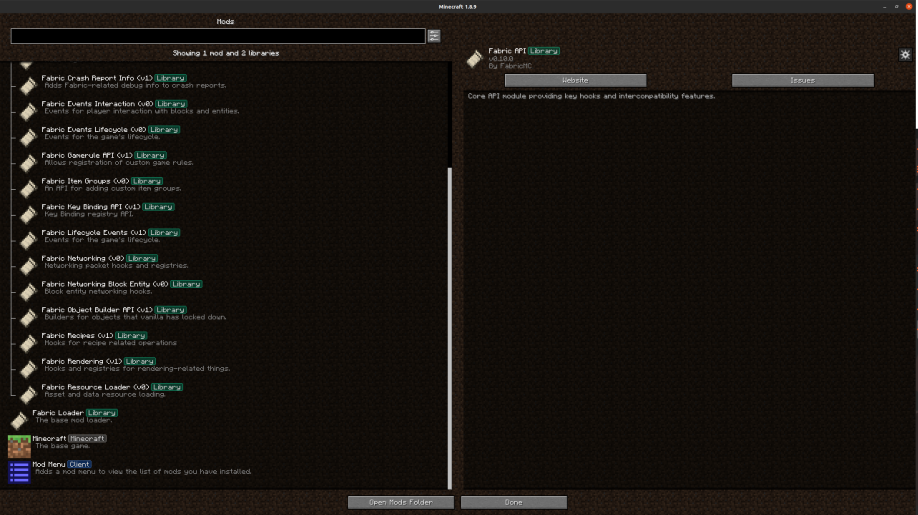 Minecraft 1.8.9
Mods
Showing 1 mod and 2 libraries
Fabric Crash Report Info (v1) Library
Adds Fabric-related debug info to crash reports.
Fabric Events Interaction (v0) Library
Events for player interaction with blocks and entities.
Fabric Events Lifecycle (v0) Library
Events for the game's lifecycle.
Fabric Gamerule API (v1) Library
Allows registration of custom game rules.
Fabric Item Groups (v0) Library
An API for adding custom item groups.
Fabric Key Binding API (v1) Library
Key Binding registry API.
Fabric Lifecycle Events (v1) Library
Events for the game's lifecycle.
Fabric Networking (v0) Library
Networking packet hooks and registries.
Fabric Networking Block Entity (v0) Library
Block entity networking hooks.
Fabric Object Builder API (v1) Library
Builders for objects that vanilla has locked down.
Fabric Recipes (v1) Library
Hooks for recipe related operations
Fabric Rendering (v1) Library
Hooks and registries for rendering-related things.
Fabric Resource Loader (v0) Library
Asset and data resource loading.
Fabric Loader Library
The base mod loader.
Minecraft Minecraft
The base game.
Mod Menu Client
Adds a mod menu to view the list of mods you have installed.
Fabric API Library
v0.10.0
By FabricMC
Website
Issues
Core API module providing key hooks and intercompatibility features.
Open Mods Folder
Done